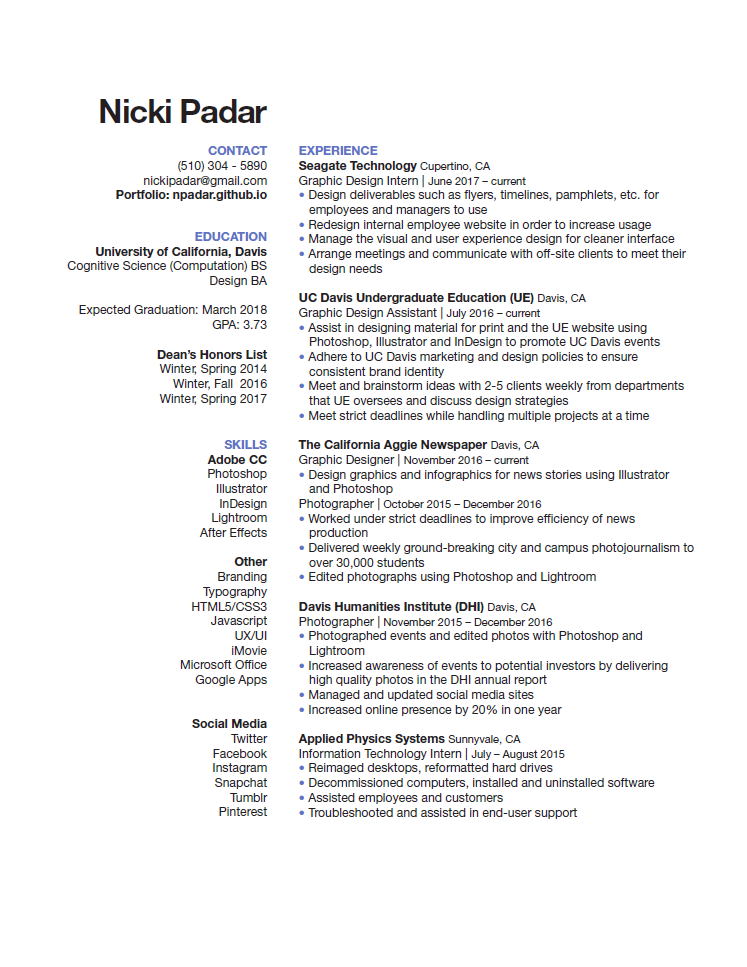 Nicki Padar
CONTACT
(510) 304 - 5890
nickipadar@gmail.com
Portfolio: npadar.github.io
EDUCATION
University of California, Davis
Cognitive Science (Computation) BS
Design BA
Expected Graduation: March 2018
GPA: 3.73
Dean's Honors List
Winter, Spring 2014
Winter, Fall 2016
Winter, Spring 2017
SKILLS
Adobe CC
Photoshop
Illustrator
InDesign
Lightroom
After Effects
Other
Branding
Typography
HTML5/CSS3
Javascript
UX/UI
iMovie
Microsoft Office
Google Apps
Social Media
Twitter
Facebook
Instagram
Snapchat
Tumblr
Pinterest
EXPERIENCE
Seagate Technology Cupertino, CA
Graphic Design Intern | June 2017 – current
• Design deliverables such as flyers, timelines, pamphlets, etc. for
employees and managers to use
• Redesign internal employee website in order to increase usage
• Manage the visual and user experience design for cleaner interface
• Arrange meetings and communicate with off-site clients to meet their
design needs
UC Davis Undergraduate Education (UE) Davis, CA
Graphic Design Assistant | July 2016 – current
• Assist in designing material for print and the UE website using
Photoshop, Illustrator and InDesign to promote UC Davis events
• Adhere to UC Davis marketing and design policies to ensure
consistent brand identity
• Meet and brainstorm ideas with 2-5 clients weekly from departments
that UE oversees and discuss design strategies
• Meet strict deadlines while handling multiple projects at a time
The California Aggie Newspaper Davis, CA
Graphic Designer | November 2016 – current
• Design graphics and infographics for news stories using Illustrator
and Photoshop
Photographer | October 2015 – December 2016
• Worked under strict deadlines to improve efficiency of news
production
• Delivered weekly ground-breaking city and campus photojournalism to
over 30,000 students
• Edited photographs using Photoshop and Lightroom
Davis Humanities Institute (DHI) Davis, CA
Photographer | November 2015 – December 2016
• Photographed events and edited photos with Photoshop and
Lightroom
• Increased awareness of events to potential investors by delivering
high quality photos in the DHI annual report
• Managed and updated social media sites
• Increased online presence by 20% in one year
Applied Physics Systems Sunnyvale, CA
Information Technology Intern | July – August 2015
• Reimaged desktops, reformatted hard drives
• Decommissioned computers, installed and uninstalled software
• Assisted employees and customers
• Troubleshooted and assisted in end-user support